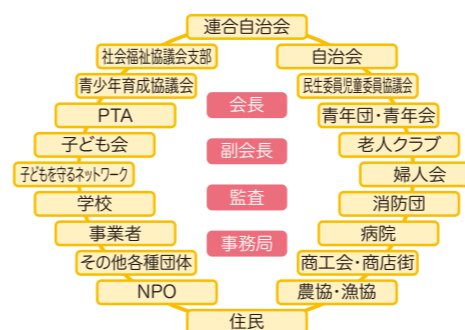 連合自治会
社会福祉協議会支部
自治会
青少年育成協議会
民生委員児童委員協議会
会長
PTA
青年団・青年会
子ども会
副会長
老人クラブ
子どもを守るネットワーク
婦人会
監査
学校
消防団
事業者
病院
事務局
その他各種団体
商工会・商店街
NPO
農協・漁協
住民